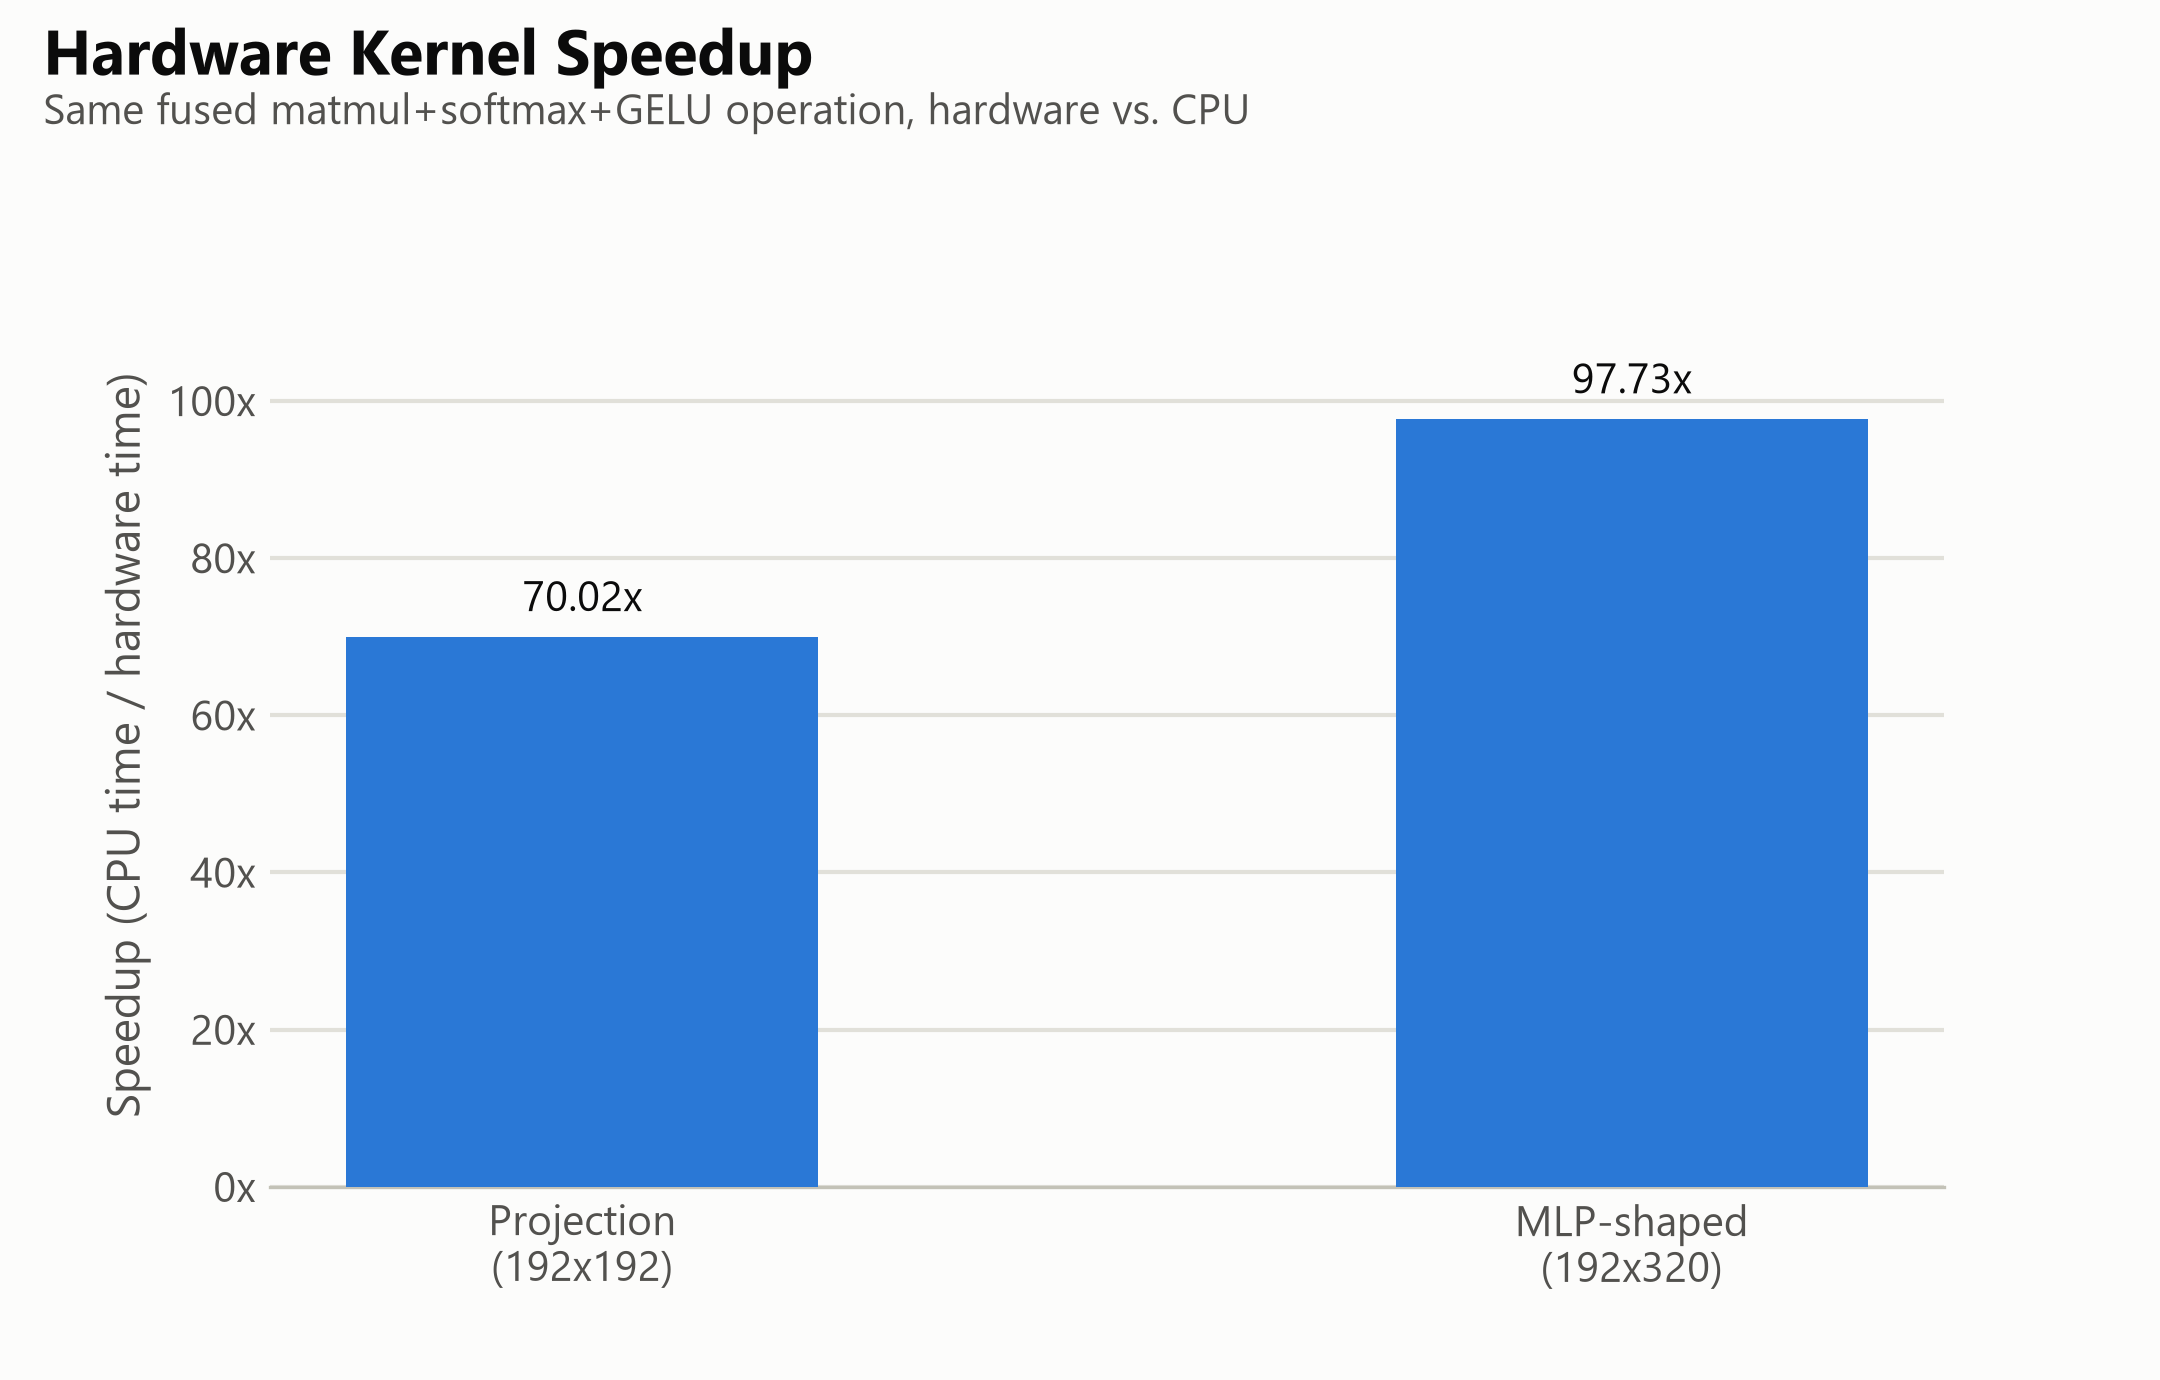 Hardware Kernel Speedup
Same fused matmul+softmax+GELU operation, hardware vs. CPU
Speedup (CPU time / hardware time)
100x
80x
60x
40x
20x
0x
70.02x
97.73x
Projection
(192x192)
MLP-shaped
(192x320)